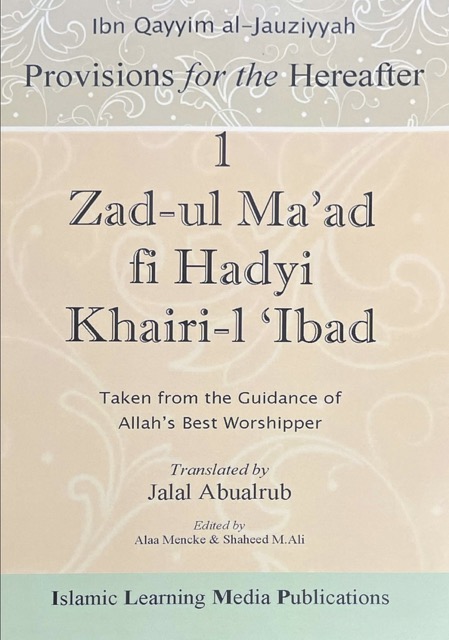 Ibn Qayyim al-Jauziyyah
Provisions for the Hereafter
1
Zad-ul Ma'ad
fi Hadyi
Khairi-l 'Ibad
Taken from the Guidance of
Allah's Best Worshipper
Translated by
Jalal Abualrub
Edited by
Alaa Mencke & Shaheed M.Ali
Islamic Learning Media Publications